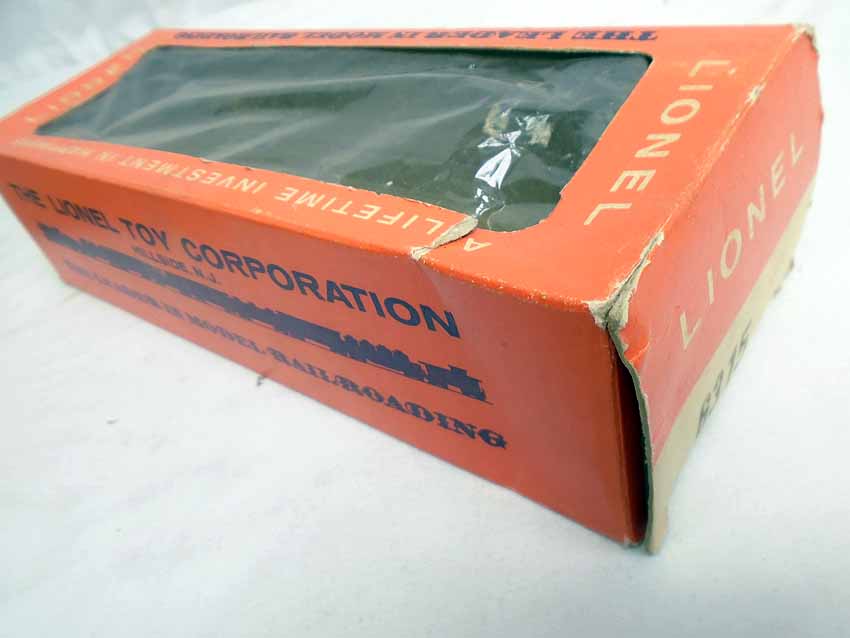 THE LEADER IN MODEL RAILROADING
LIONEL
A LIFETIME INVESTMENT IN HAPPINESS
LIONEL
THE LIONEL TOY CORPORATION
HILLSIDE, N.J.
THE LEADER IN MODEL RAILROADING
LIONEL